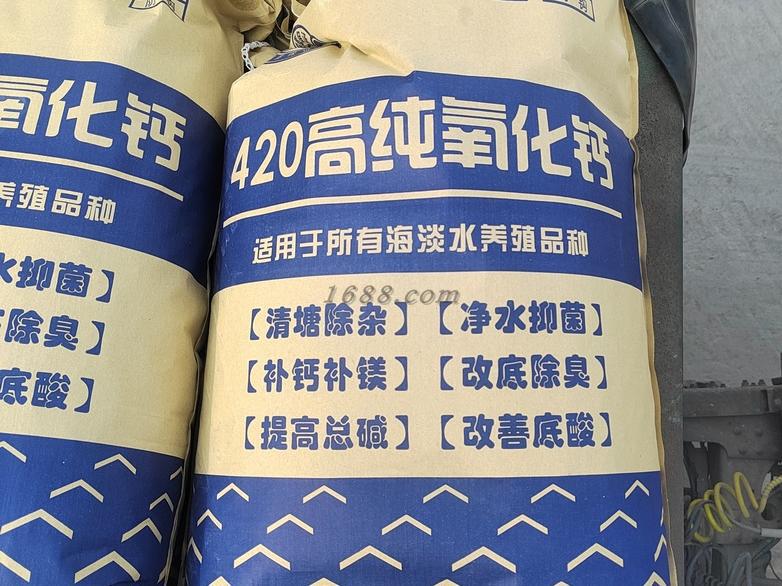 氧化钙
养殖品种
水抑菌】
除臭】
底酸】
420高纯氧化钙
适用于所有海淡水养殖品种
1688.com
【清塘除杂】【净水抑菌】
【补钙补镁】【改底除臭】
【提高总碱】【改善底酸】